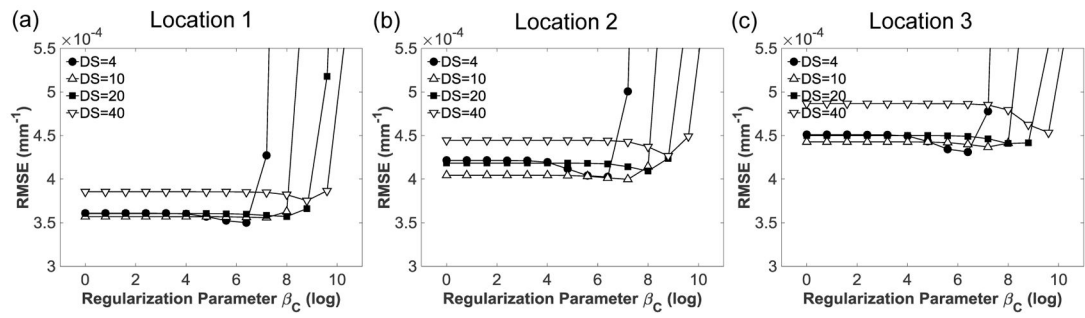 (a)
Location 1
×10⁻⁴
5.5
5
4.5
4
3.5
3
RMSE (mm⁻¹)
DS=4
DS=10
DS=20
DS=40
0 2 4 6 8 10
Regularization Parameter β_C (log)
(b)
Location 2
×10⁻⁴
5.5
5
4.5
4
3.5
3
RMSE (mm⁻¹)
DS=4
DS=10
DS=20
DS=40
0 2 4 6 8 10
Regularization Parameter β_C (log)
(c)
Location 3
×10⁻⁴
5.5
5
4.5
4
3.5
3
RMSE (mm⁻¹)
DS=4
DS=10
DS=20
DS=40
0 2 4 6 8 10
Regularization Parameter β_C (log)